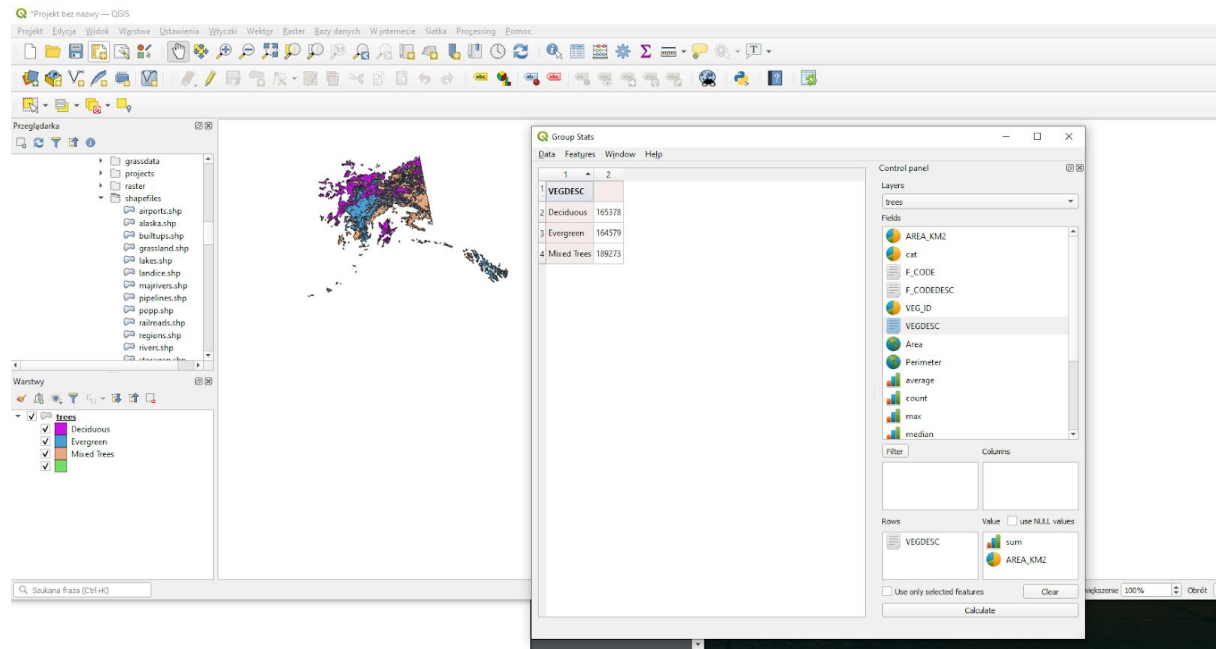 *Projekt bez nazwy — QGIS
Projekt Edycja Widok Warstwa Ustawienia Wtyczki Wektor Raster Bazy danych W internecie Siatka Processing Pomoc
Przeglądarka
grassdata
projects
raster
shapefiles
airports.shp
alaska.shp
builtups.shp
grassland.shp
lakes.shp
landice.shp
majrivers.shp
pipelines.shp
popp.shp
railroads.shp
regions.shp
rivers.shp
Warstwy
trees
Deciduous
Evergreen
Mixed Trees
Szukana fraza (Ctrl+K)
Group Stats
Data Features Window Help
1 2
1 VEGDESC
2 Deciduous 165378
3 Evergreen 164579
4 Mixed Trees 189273
Control panel
Layers
trees
Fields
AREA_KM2
cat
F_CODE
F_CODEDESC
VEG_ID
VEGDESC
Area
Perimeter
average
count
max
median
Filter Columns
Rows Value use NULL values
VEGDESC sum
AREA_KM2
Use only selected features Clear
Calculate
większenie 100% Obrót